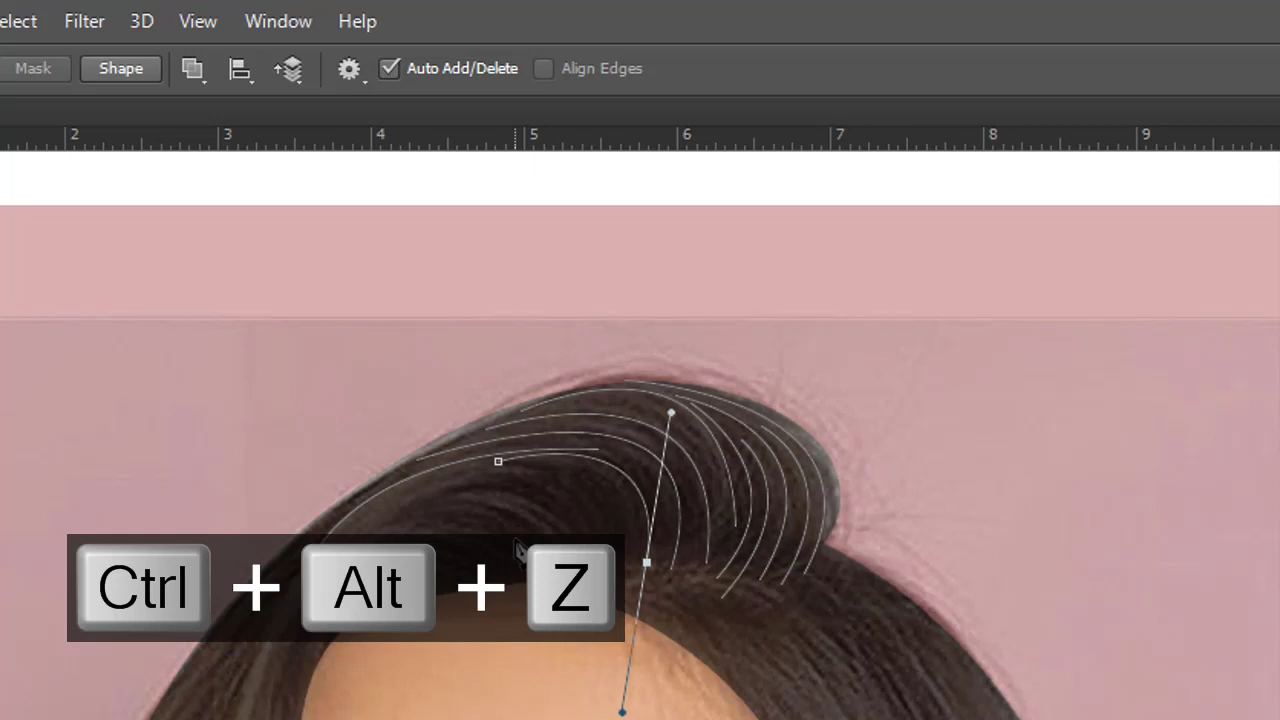 elect Filter 3D View Window Help
Mask Shape Auto Add/Delete Align Edges
2 3 4 5 6 7 8 9
Ctrl + Alt + Z